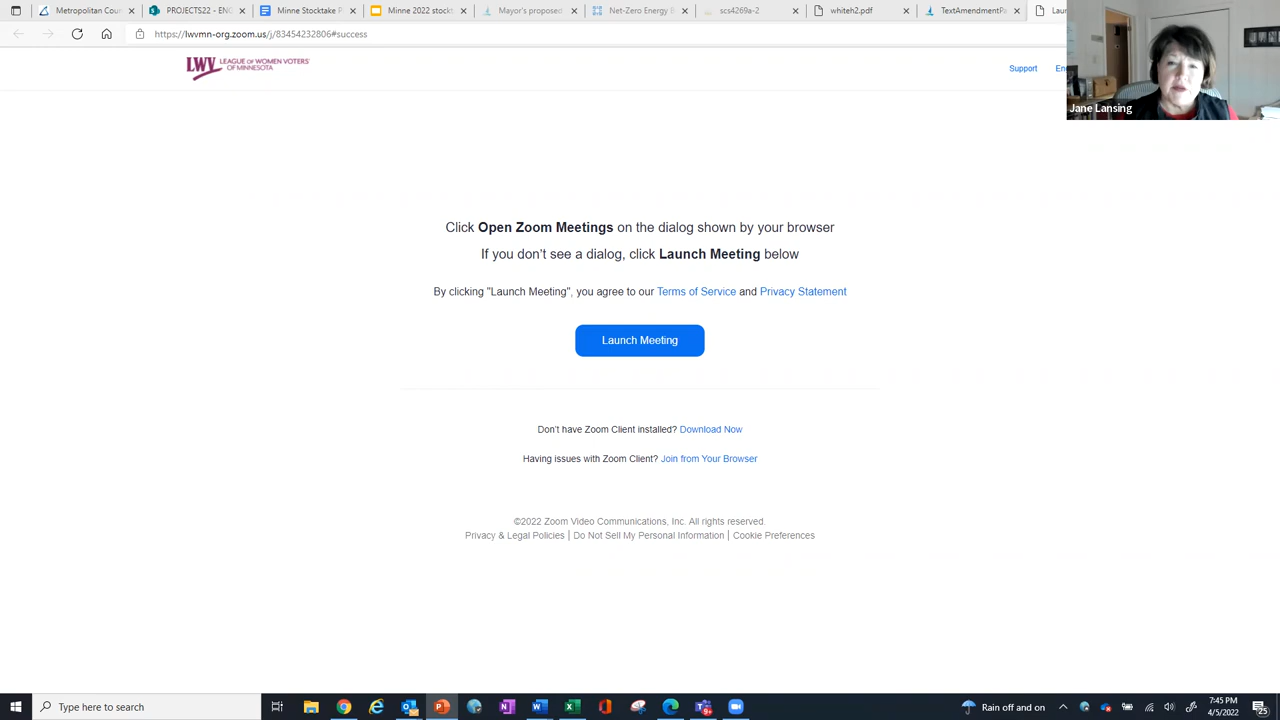 Metropolitan Cou
PROJECTS22 - EN
Minne Stocktake R
Minne 2022 stock
Mayor's proposed
Net-Zero Energy I
scs4269a-2
whiteh2.pdf
TextAmendmentPa
Laun
https://lwvmn-org.zoom.us/j/83454232806#success
LWV LEAGUE OF WOMEN VOTERS®
OF MINNESOTA
Support
En
Jane Lansing
Click Open Zoom Meetings on the dialog shown by your browser
If you don't see a dialog, click Launch Meeting below
By clicking "Launch Meeting", you agree to our Terms of Service and Privacy Statement
Launch Meeting
Don't have Zoom Client installed? Download Now
Having issues with Zoom Client? Join from Your Browser
©2022 Zoom Video Communications, Inc. All rights reserved.
Privacy & Legal Policies | Do Not Sell My Personal Information | Cookie Preferences
Type here to search
Rain off and on
7:45 PM
4/5/2022